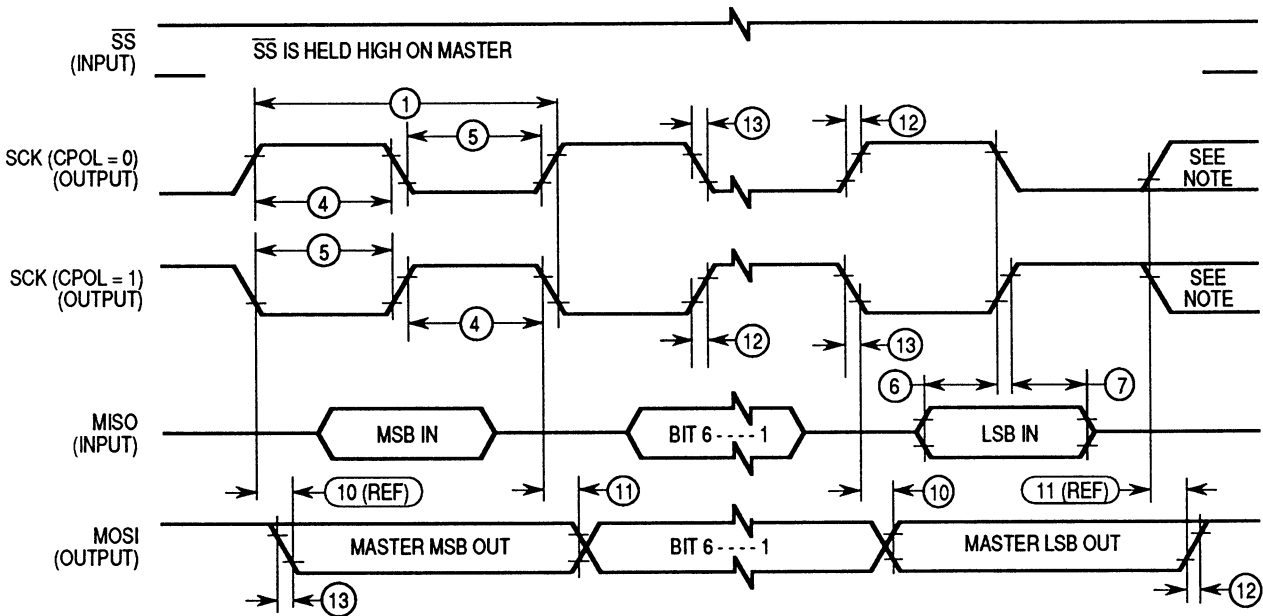 SS
(INPUT)
SS IS HELD HIGH ON MASTER
1
5
13
12
SCK (CPOL = 0)
(OUTPUT)
SEE
NOTE
4
5
SCK (CPOL = 1)
(OUTPUT)
SEE
NOTE
4
12
13
6
7
MISO
(INPUT)
MSB IN
BIT 6 - - - - - 1
LSB IN
10 (REF)
11
10
11 (REF)
MOSI
(OUTPUT)
MASTER MSB OUT
BIT 6 - - - - - 1
MASTER LSB OUT
13
12